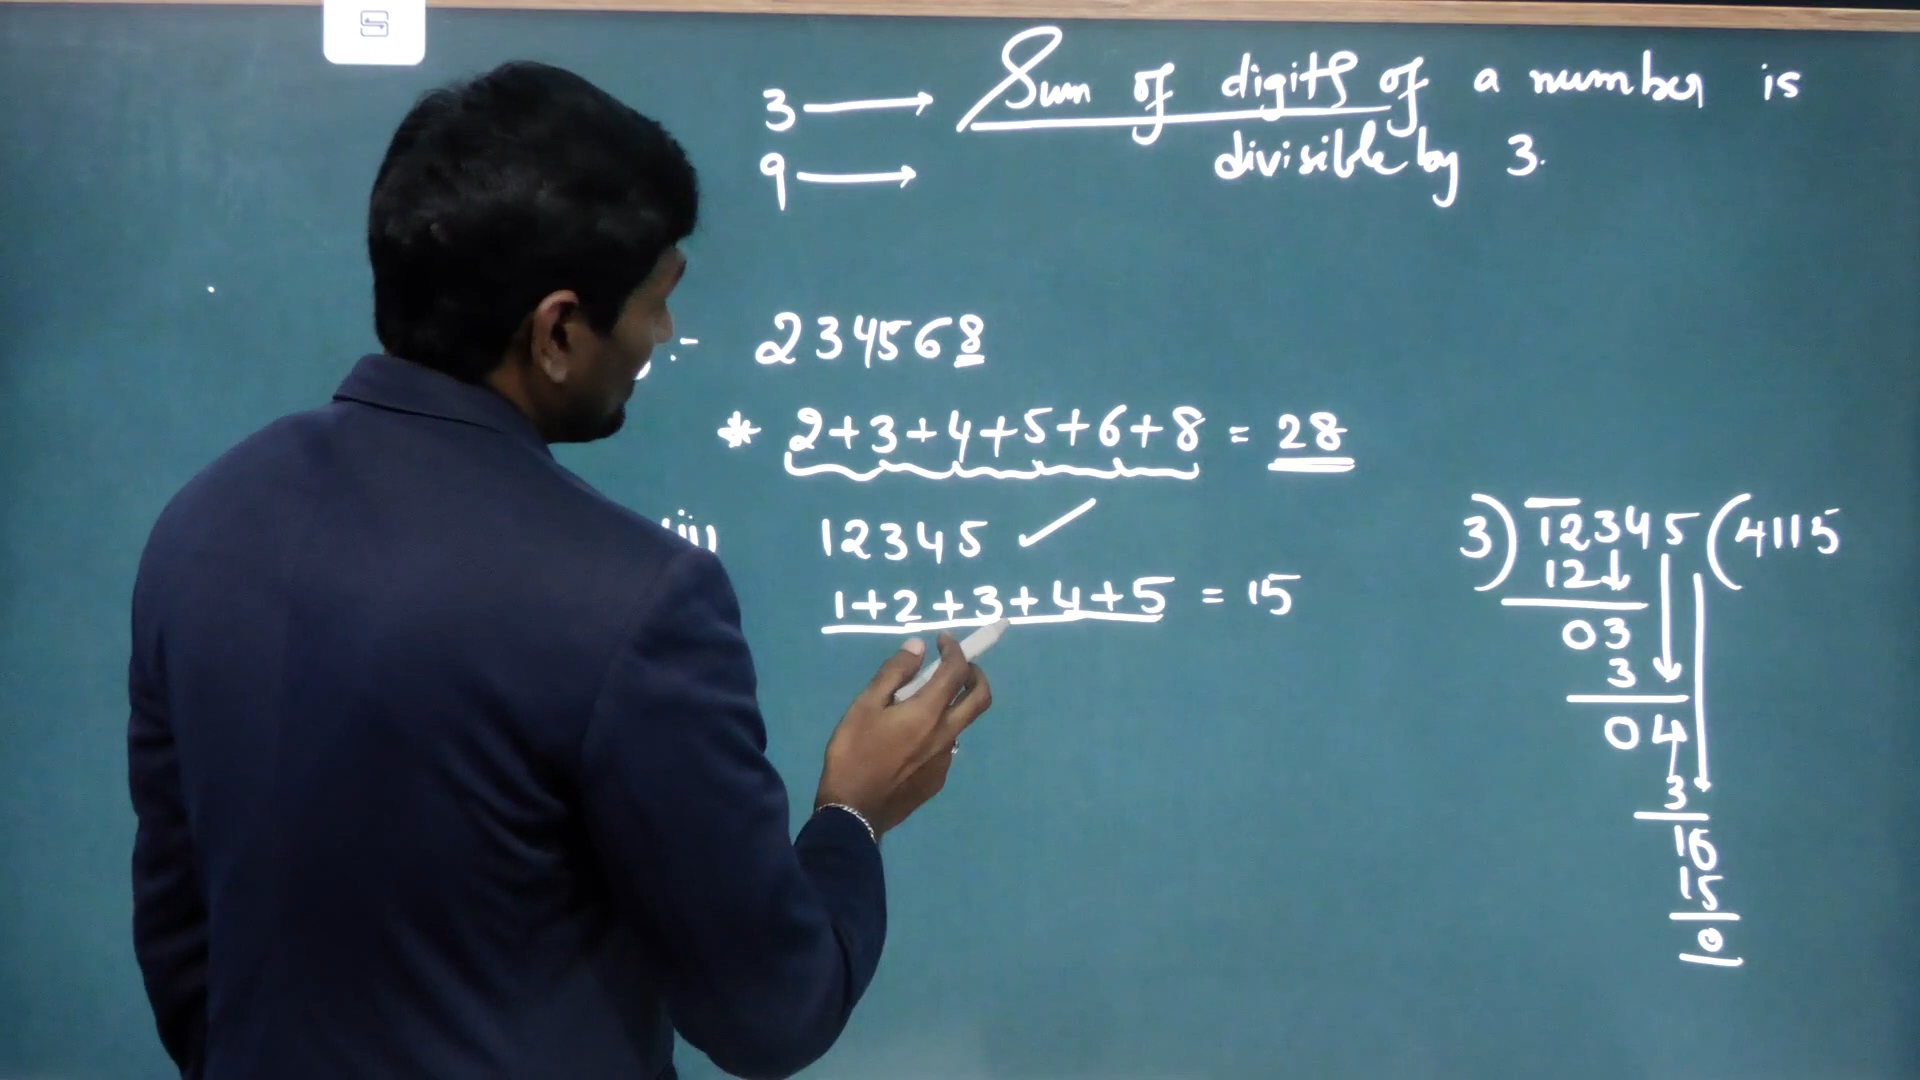 3 → Sum of digits of a number is
divisible by 3.
9 →
:- 234568
* 2+3+4+5+6+8 = 28
(ii) 12345 ✓
1+2+3+4+5 = 15
3) 12345 (4115
12
03
3
04
3
15
15
0